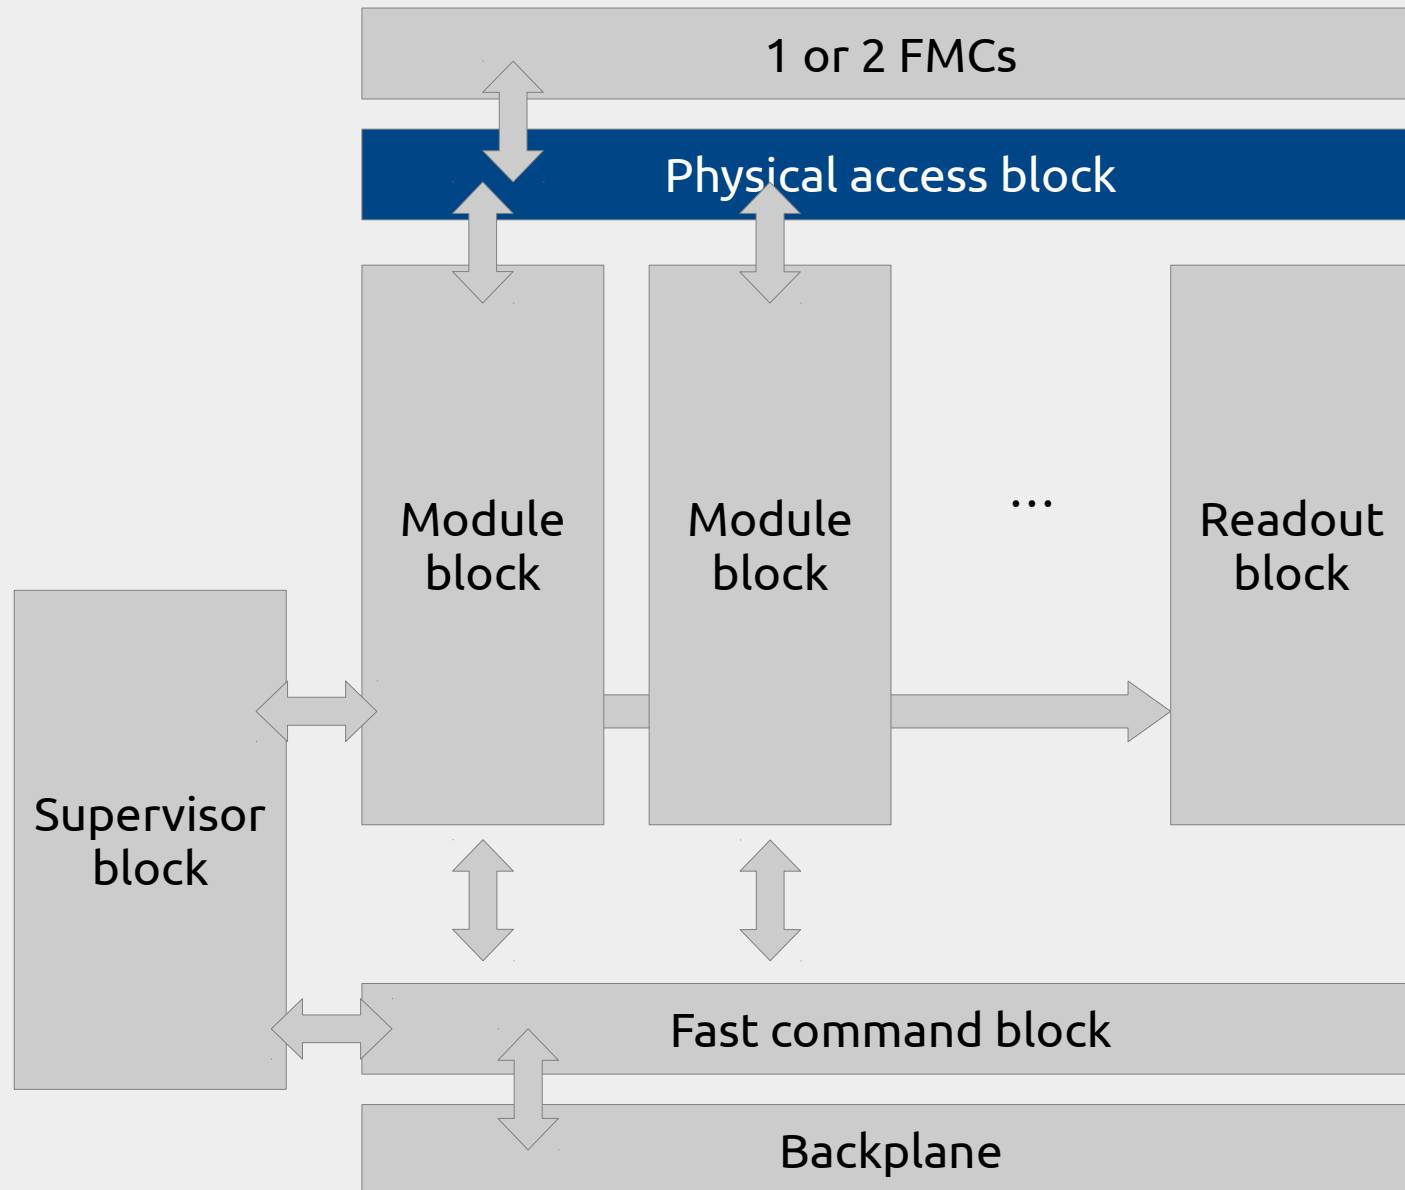 1 or 2 FMCs
Physical access block
Module
block
Module
block
...
Readout
block
Supervisor
block
Fast command block
Backplane